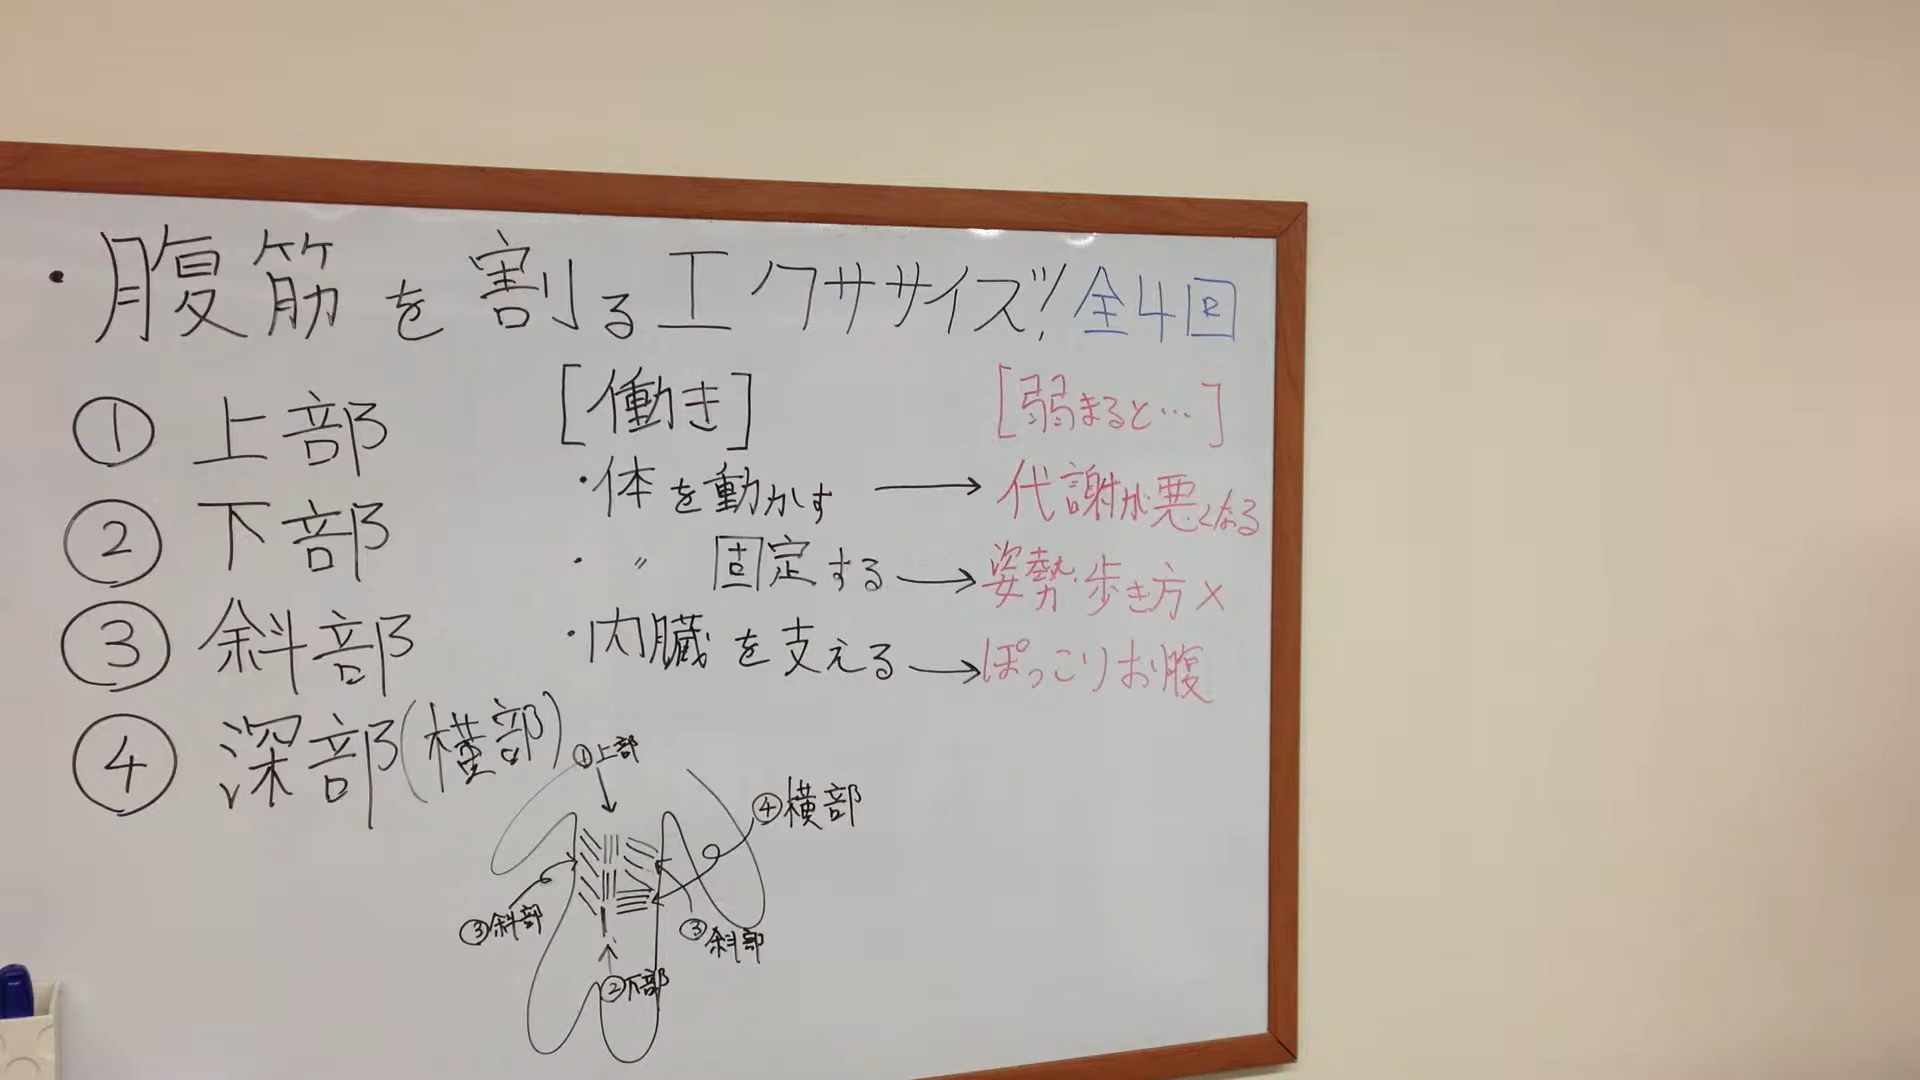 ・腹筋を割るエクササイズ! 全4回
① 上部
② 下部
③ 斜部
④ 深部(横部)
[働き]
・体を動かす →
・〃 固定する →
・内臓を支える →
[弱まると…]
代謝が悪くなる
姿勢・歩き方×
ぽっこりお腹
①上部
④横部
③斜部
③斜部
②下部